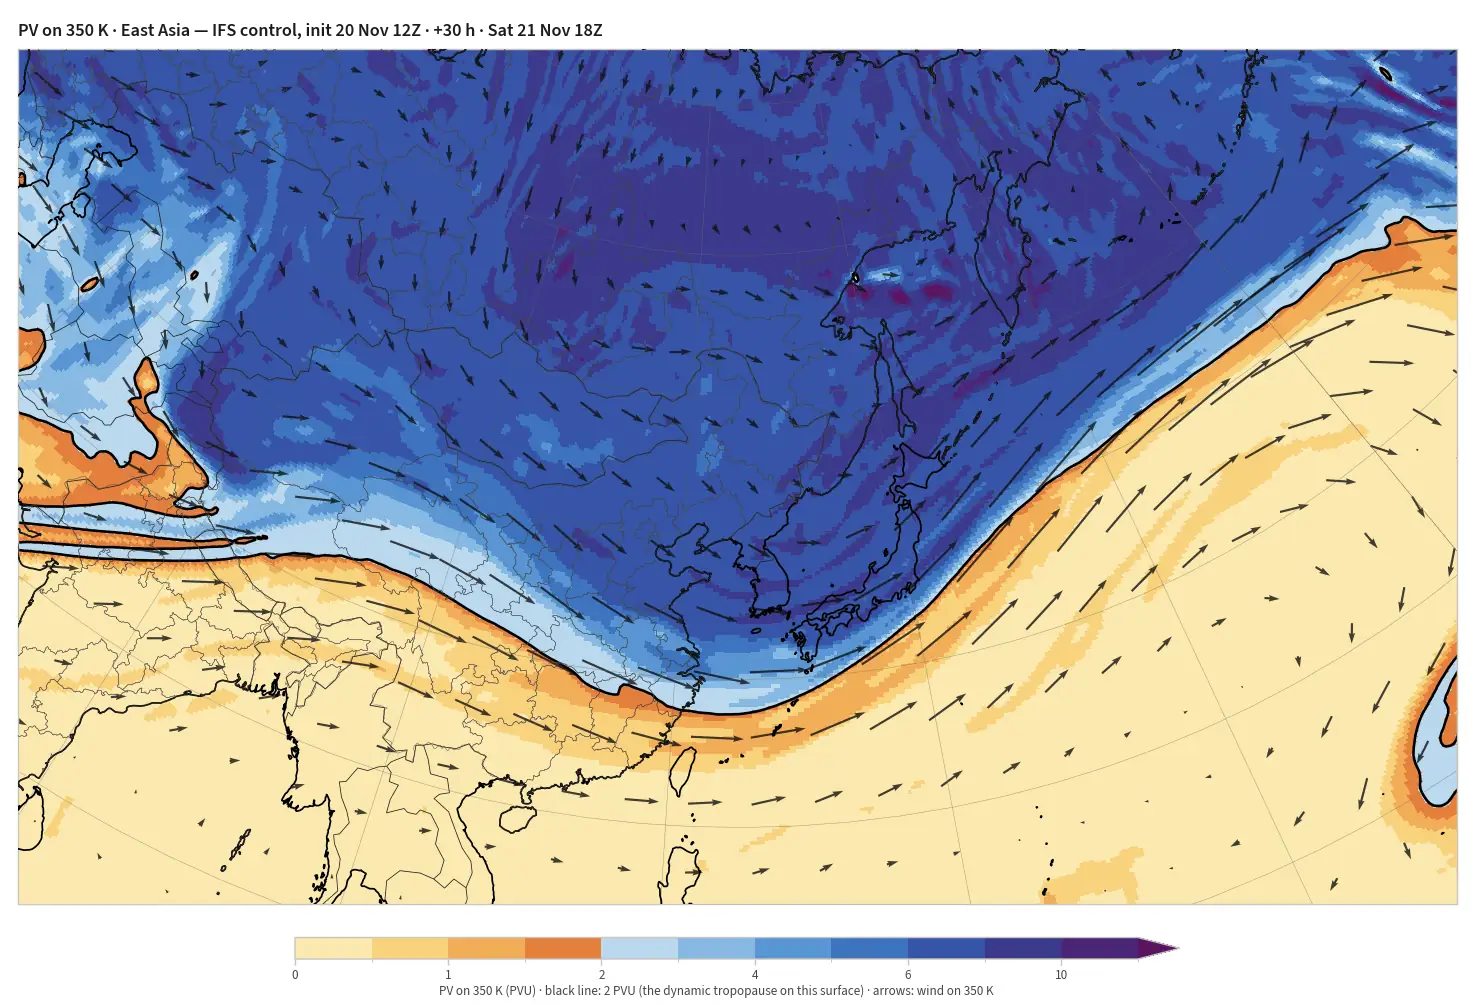 PV on 350 K · East Asia — IFS control, init 20 Nov 12Z · +30 h · Sat 21 Nov 18Z
0 1 2 4 6 10
PV on 350 K (PVU) · black line: 2 PVU (the dynamic tropopause on this surface) · arrows: wind on 350 K